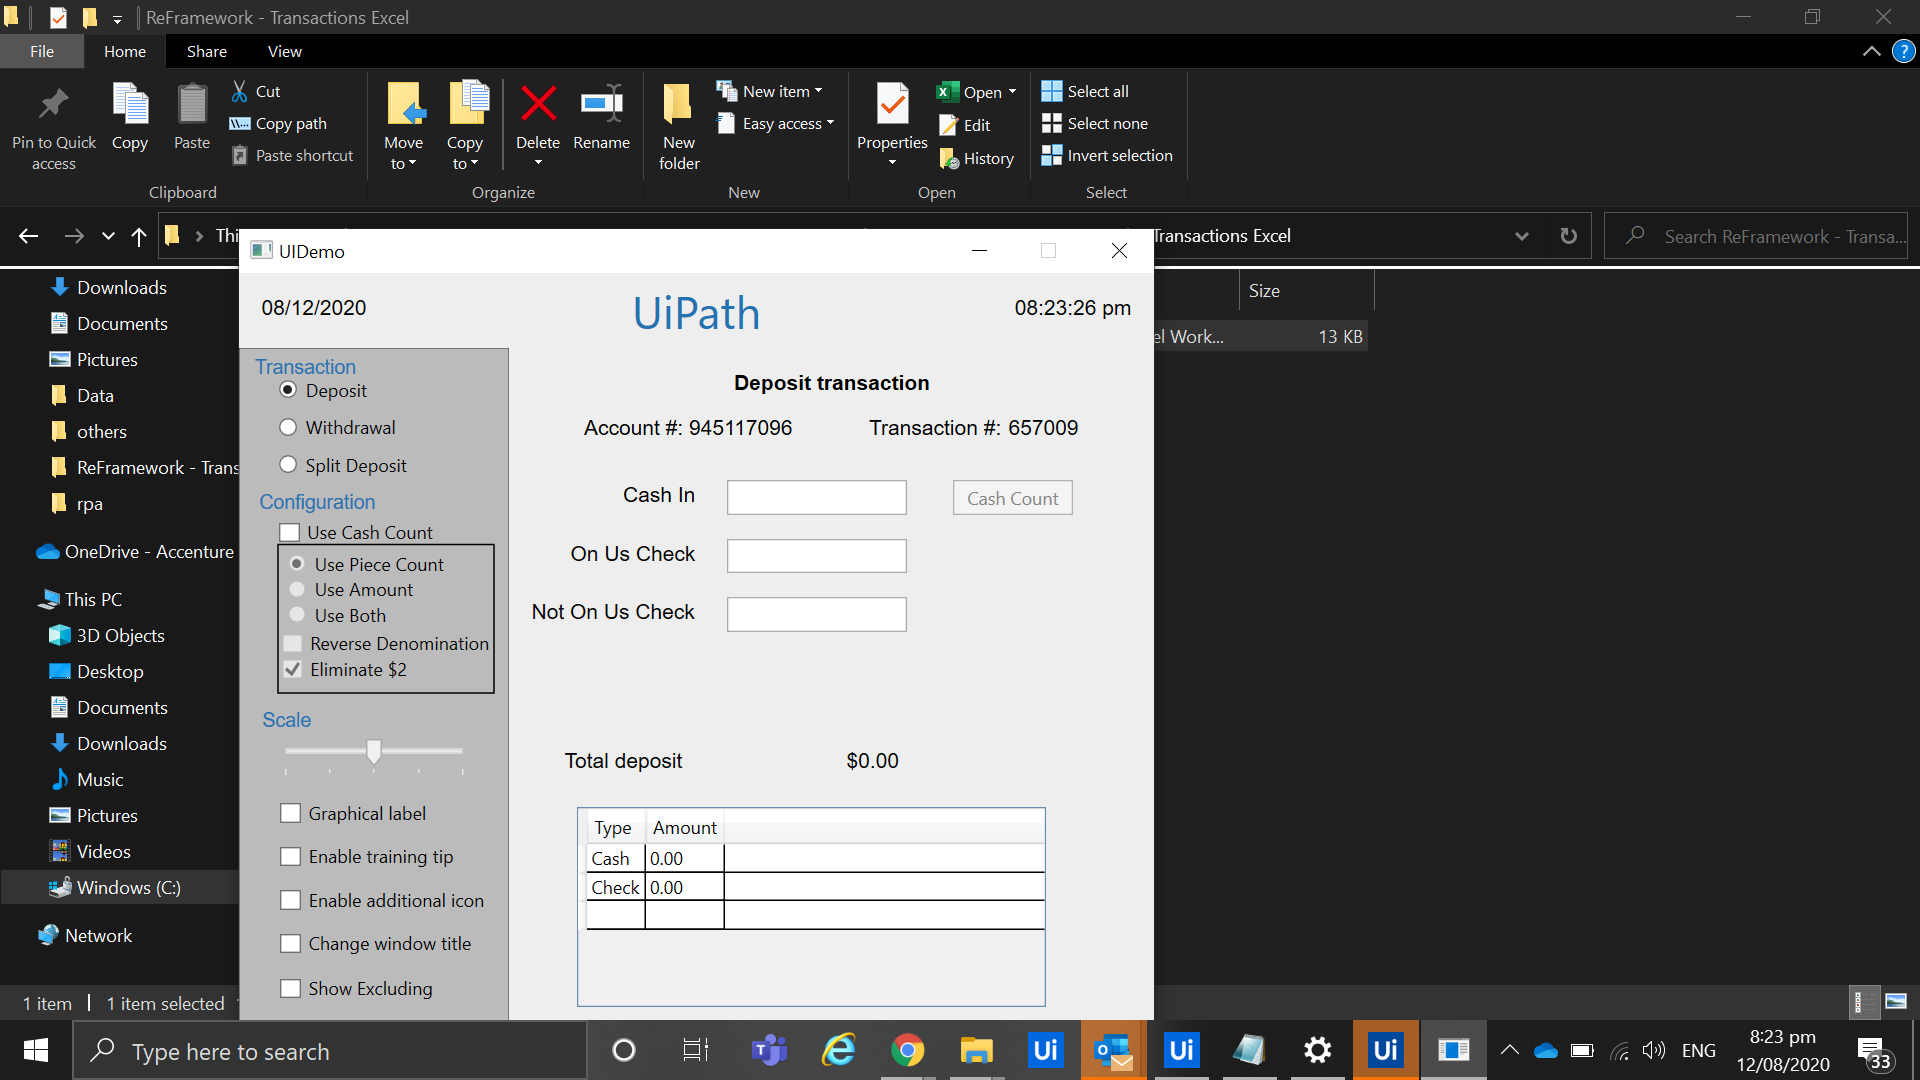 ReFramework - Transactions Excel
File Home Share View
Pin to Quick access
Copy
Paste
Cut
Copy path
Paste shortcut
Clipboard
Move to
Copy to
Delete
Rename
Organize
New folder
New item
Easy access
New
Properties
Open
Edit
History
Open
Select all
Select none
Invert selection
Select
Thi
Transactions Excel
Search ReFramework - Transa...
Size
el Work... 13 KB
Downloads
Documents
Pictures
Data
others
ReFramework - Trans
rpa
OneDrive - Accenture
This PC
3D Objects
Desktop
Documents
Downloads
Music
Pictures
Videos
Windows (C:)
Network
1 item 1 item selected
UIDemo
08/12/2020
UiPath
08:23:26 pm
Transaction
Deposit
Withdrawal
Split Deposit
Configuration
Use Cash Count
Use Piece Count
Use Amount
Use Both
Reverse Denomination
Eliminate $2
Scale
Graphical label
Enable training tip
Enable additional icon
Change window title
Show Excluding
Deposit transaction
Account #: 945117096 Transaction #: 657009
Cash In
Cash Count
On Us Check
Not On Us Check
Total deposit $0.00
Type Amount
Cash 0.00
Check 0.00
Type here to search
Ui
Ui
Ui
ENG
8:23 pm
12/08/2020
33